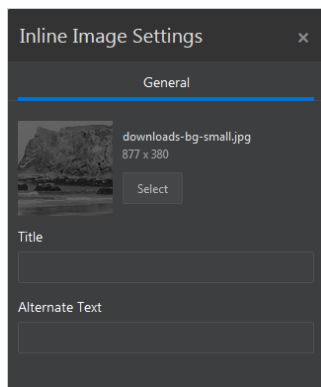 Inline Image Settings ×
General
downloads-bg-small.jpg
877 x 380
Select
Title
Alternate Text